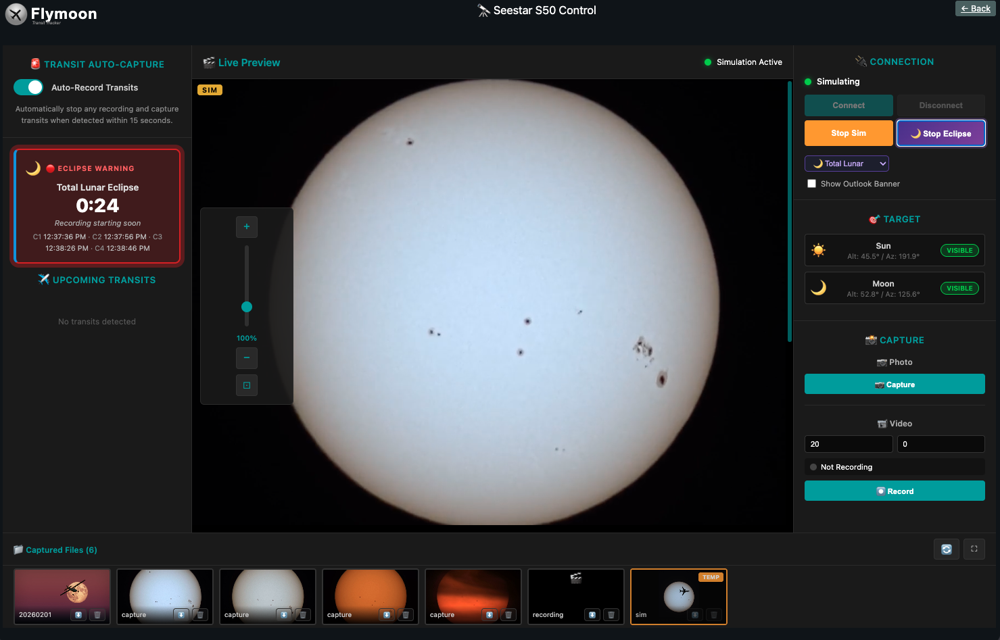 Flymoon
Transit Tracker
Seestar S50 Control
← Back
TRANSIT AUTO-CAPTURE
Auto-Record Transits
Automatically stop any recording and capture
transits when detected within 15 seconds.
ECLIPSE WARNING
Total Lunar Eclipse
0:24
Recording starting soon
C1 12:37:36 PM · C2 12:37:56 PM · C3
12:38:26 PM · C4 12:38:46 PM
UPCOMING TRANSITS
No transits detected
Live Preview
Simulation Active
SIM
+
100%
−
CONNECTION
Simulating
Connect
Disconnect
Stop Sim
Stop Eclipse
Total Lunar
Show Outlook Banner
TARGET
Sun
Alt: 45.5° / Az: 191.9°
VISIBLE
Moon
Alt: 52.8° / Az: 125.6°
VISIBLE
CAPTURE
Photo
Capture
Video
20
0
Not Recording
Record
Captured Files (6)
20260201
capture
capture
capture
capture
recording
TEMP
sim